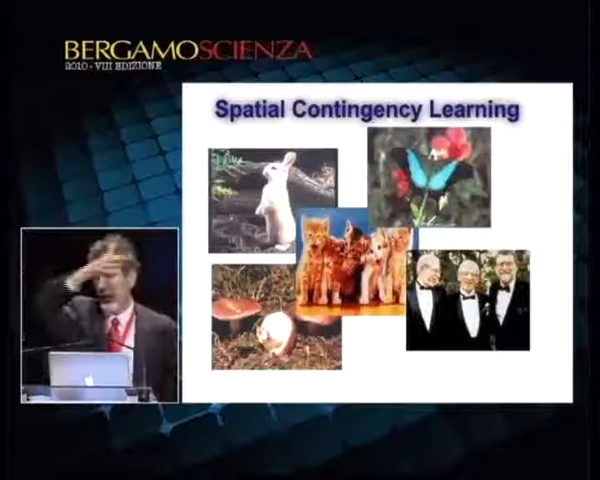 BERGAMOSCIENZA
2010 - VIII EDIZIONE
Spatial Contingency Learning